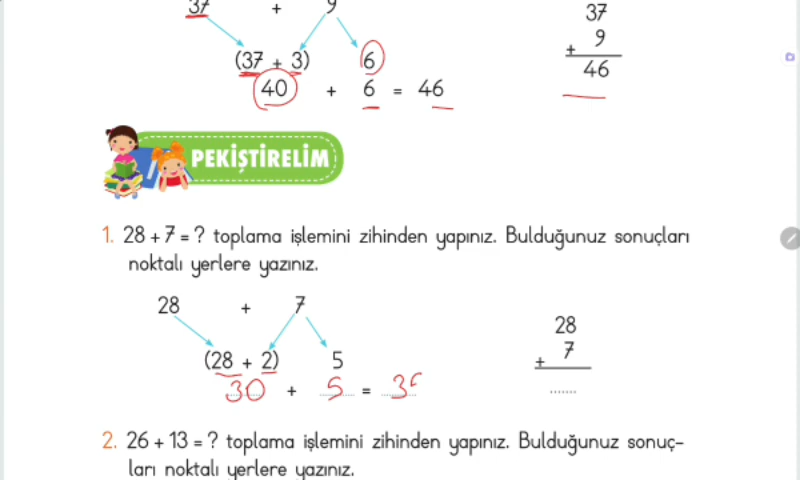 37 + 9
(37 + 3) 6
40 + 6 = 46
37
+ 9
46
PEKİŞTİRELİM
1. 28 + 7 = ? toplama işlemini zihinden yapınız. Bulduğunuz sonuçları
noktalı yerlere yazınız.
28 + 7
(28 + 2) 5
30 + 5 =
28
+ 7
.......
2. 26 + 13 = ? toplama işlemini zihinden yapınız. Bulduğunuz sonuç-
ları noktalı yerlere yazınız.